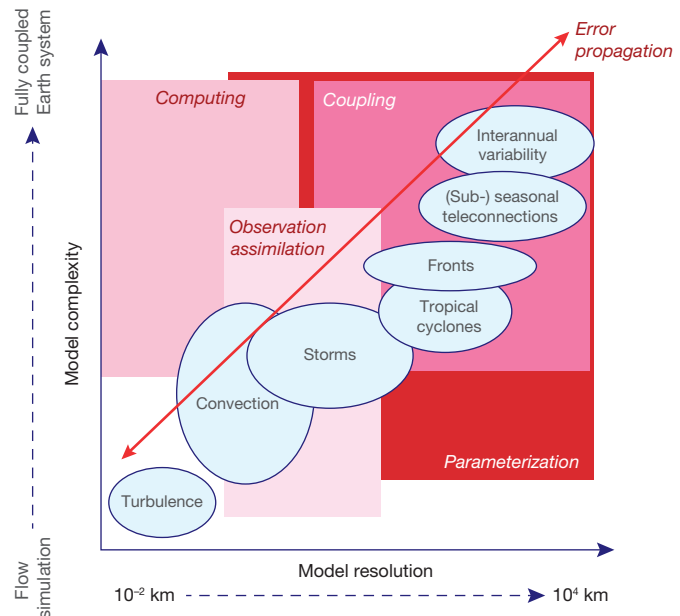 Fully coupled
Earth system
Error
propagation
Computing
Coupling
Interannual
variability
(Sub-) seasonal
teleconnections
Observation
assimilation
Fronts
Tropical
cyclones
Storms
Convection
Model complexity
Parameterization
Turbulence
Flow
simulation
Model resolution
10⁻² km
10⁴ km